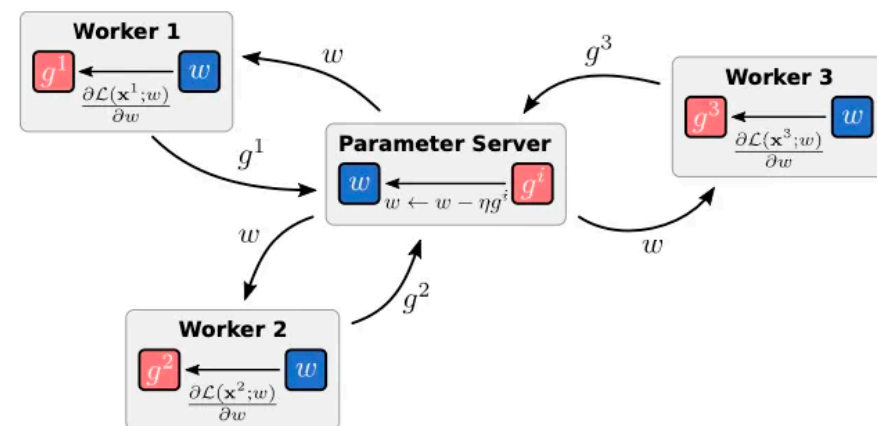 Worker 1
g^1
w
∂L(x^1;w)
∂w
w
g^1
g^3
Worker 3
g^3
w
∂L(x^3;w)
∂w
Parameter Server
w
g^i
w ← w − ηg^i
w
w
g^2
Worker 2
g^2
w
∂L(x^2;w)
∂w